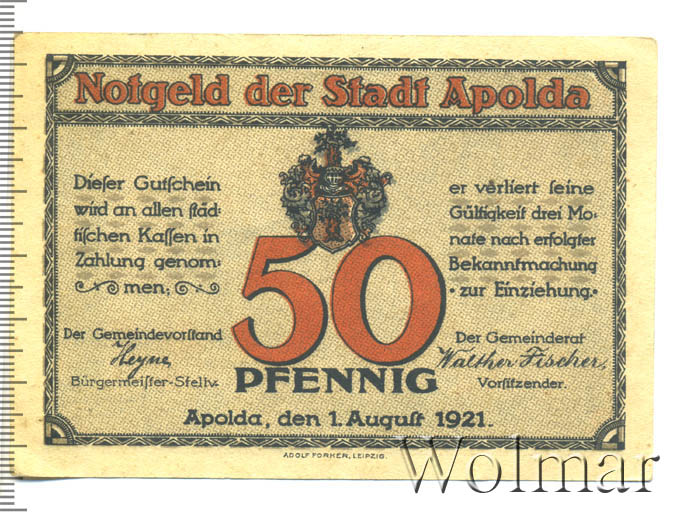 Notgeld der Stadt Apolda
Dieser Gutschein
wird an allen städ-
tischen Kassen in
Zahlung genom-
men;
er verliert seine
Gültigkeit drei Mo-
nate nach erfolgter
Bekanntmachung
zur Einziehung.
50
PFENNIG
Der Gemeindevorstand
Heyne
Bürgermeister-Stellv.
Der Gemeinderat
Walther Fischer,
Vorsitzender.
Apolda, den 1. August 1921.
ADOLF FORKER, LEIPZIG.
Wolmar